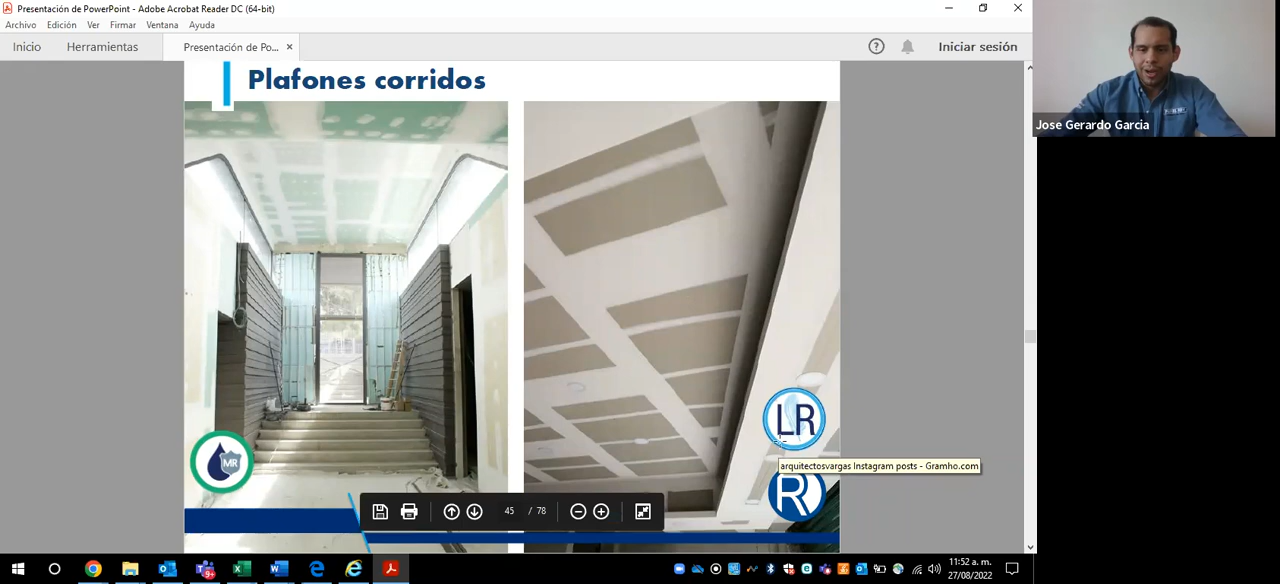 Presentación de PowerPoint - Adobe Acrobat Reader DC (64-bit)
Archivo Edición Ver Firmar Ventana Ayuda
Inicio Herramientas Presentación de Po... × Iniciar sesión
Plafones corridos
Jose Gerardo Garcia
LR
arquitectosvargas Instagram posts - Gramho.com
MR
R
45 / 78
11:52 a. m.
27/08/2022